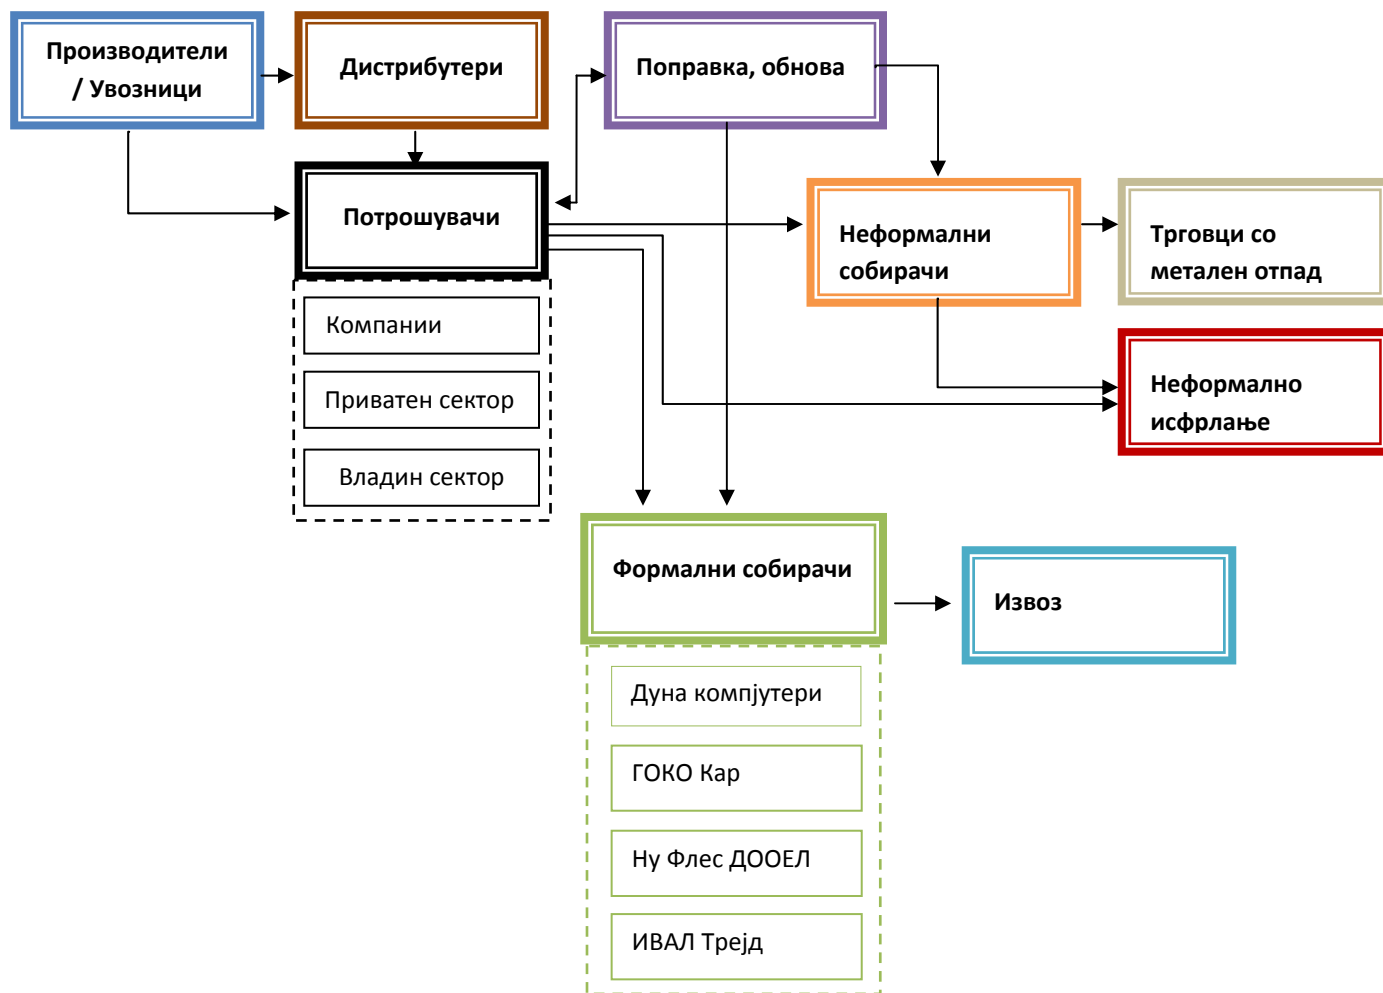 Производители
/ Увозници
Дистрибутери
Поправка, обнова
Потрошувачи
Неформални
собирачи
Трговци со
метален отпад
Компании
Приватен сектор
Владин сектор
Неформално
исфрлање
Формални собирачи
Извоз
Дуна компјутери
ГОКО Кар
Ну Флес ДООЕЛ
ИВАЛ Трејд